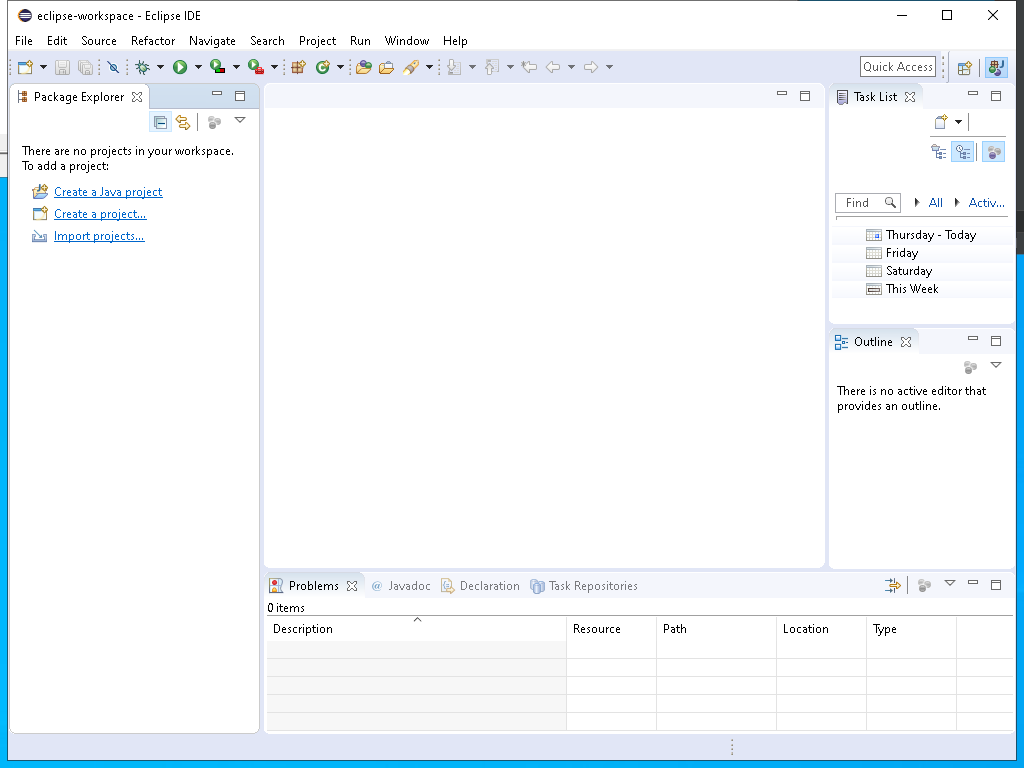 eclipse-workspace - Eclipse IDE
File Edit Source Refactor Navigate Search Project Run Window Help
Quick Access
Package Explorer
There are no projects in your workspace.
To add a project:
Create a Java project
Create a project...
Import projects...
Task List
Find All Activ...
Thursday - Today
Friday
Saturday
This Week
Outline
There is no active editor that
provides an outline.
Problems @ Javadoc Declaration Task Repositories
0 items
Description Resource Path Location Type